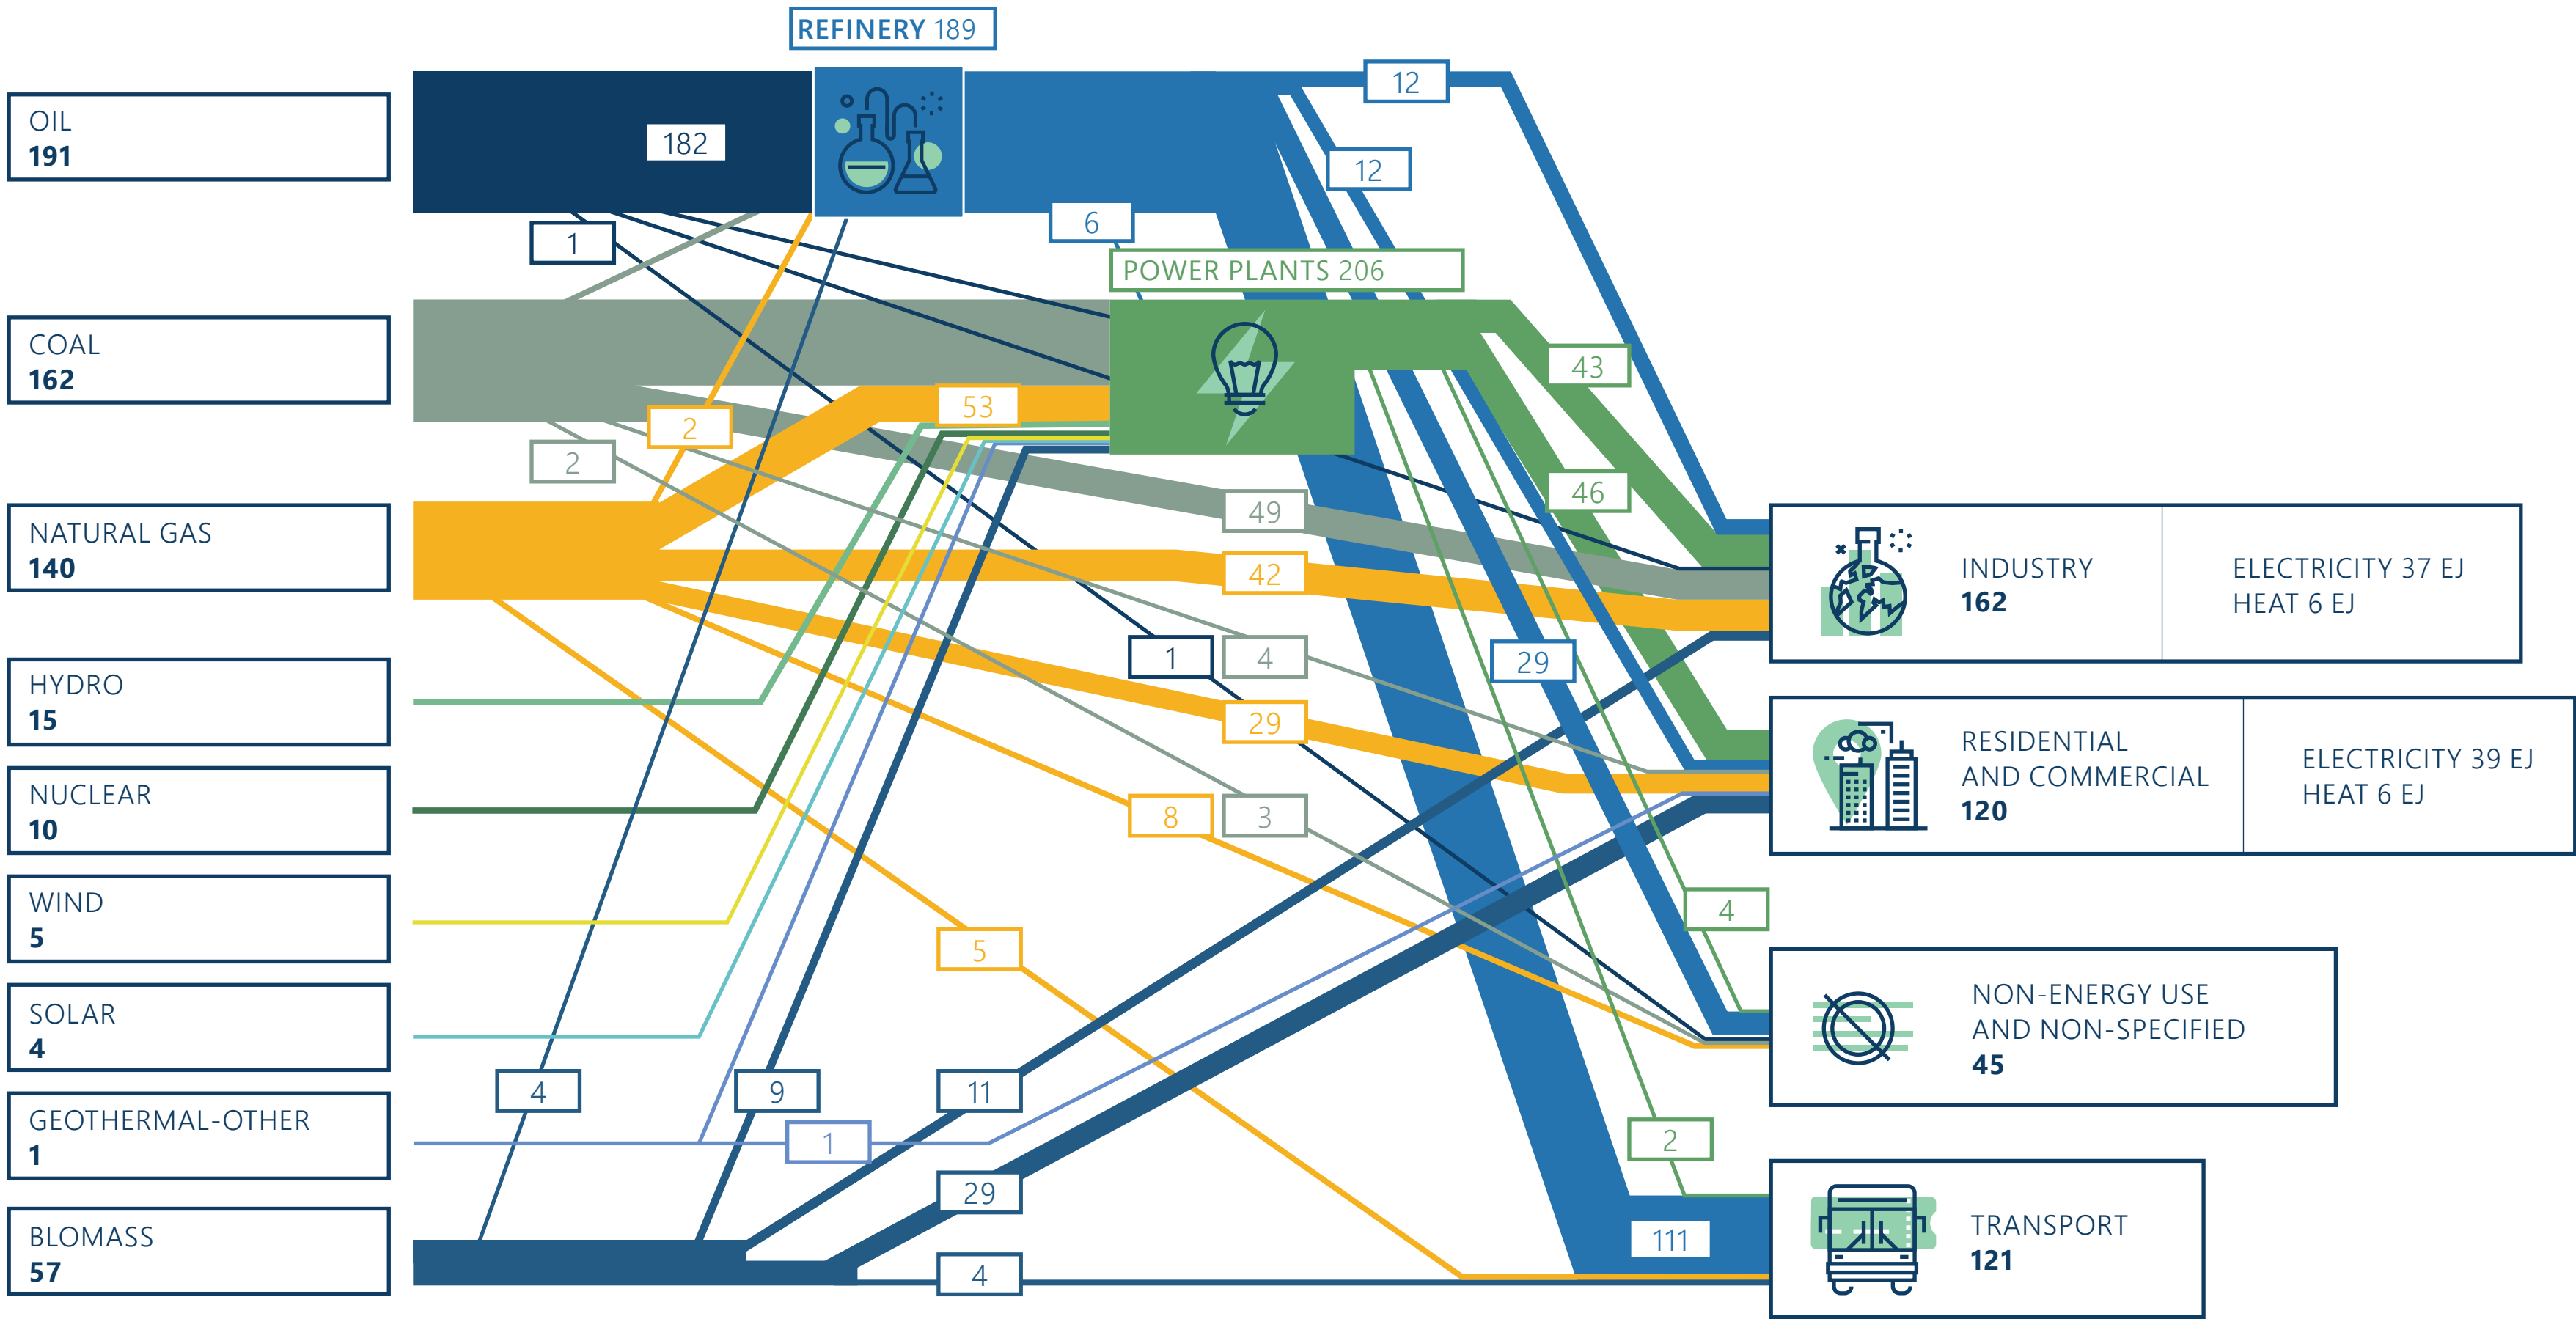 REFINERY 189
OIL
191
182
12
12
1
6
POWER PLANTS 206
COAL
162
43
2
53
2
46
49
NATURAL GAS
140
42
INDUSTRY
162
ELECTRICITY 37 EJ
HEAT 6 EJ
1
4
29
HYDRO
15
29
RESIDENTIAL
AND COMMERCIAL
120
ELECTRICITY 39 EJ
HEAT 6 EJ
NUCLEAR
10
8
3
WIND
5
4
5
SOLAR
4
NON-ENERGY USE
AND NON-SPECIFIED
45
4
9
11
GEOTHERMAL-OTHER
1
1
2
29
BLOMASS
57
111
TRANSPORT
121
4